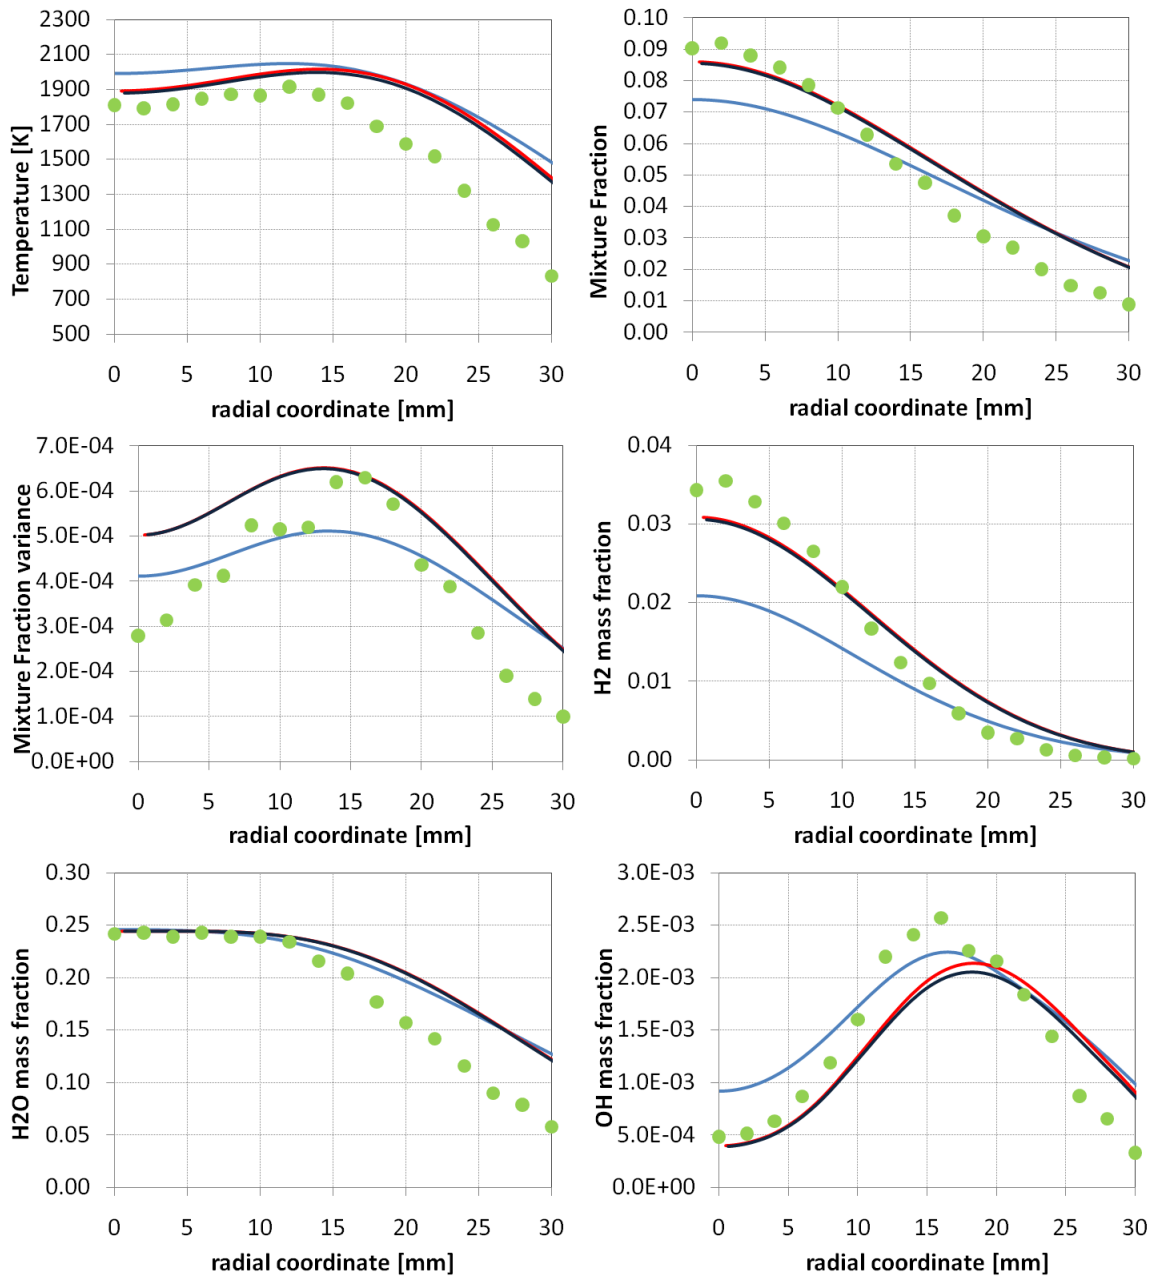 Temperature [K]
2300
2100
1900
1700
1500
1300
1100
900
700
500
0 5 10 15 20 25 30
radial coordinate [mm]
Mixture Fraction
0.10
0.09
0.08
0.07
0.06
0.05
0.04
0.03
0.02
0.01
0.00
0 5 10 15 20 25 30
radial coordinate [mm]
Mixture Fraction variance
7.0E-04
6.0E-04
5.0E-04
4.0E-04
3.0E-04
2.0E-04
1.0E-04
0.0E+00
0 5 10 15 20 25 30
radial coordinate [mm]
H2 mass fraction
0.04
0.03
0.02
0.01
0.00
0 5 10 15 20 25 30
radial coordinate [mm]
H2O mass fraction
0.30
0.25
0.20
0.15
0.10
0.05
0.00
0 5 10 15 20 25 30
radial coordinate [mm]
OH mass fraction
3.0E-03
2.5E-03
2.0E-03
1.5E-03
1.0E-03
5.0E-04
0.0E+00
0 5 10 15 20 25 30
radial coordinate [mm]